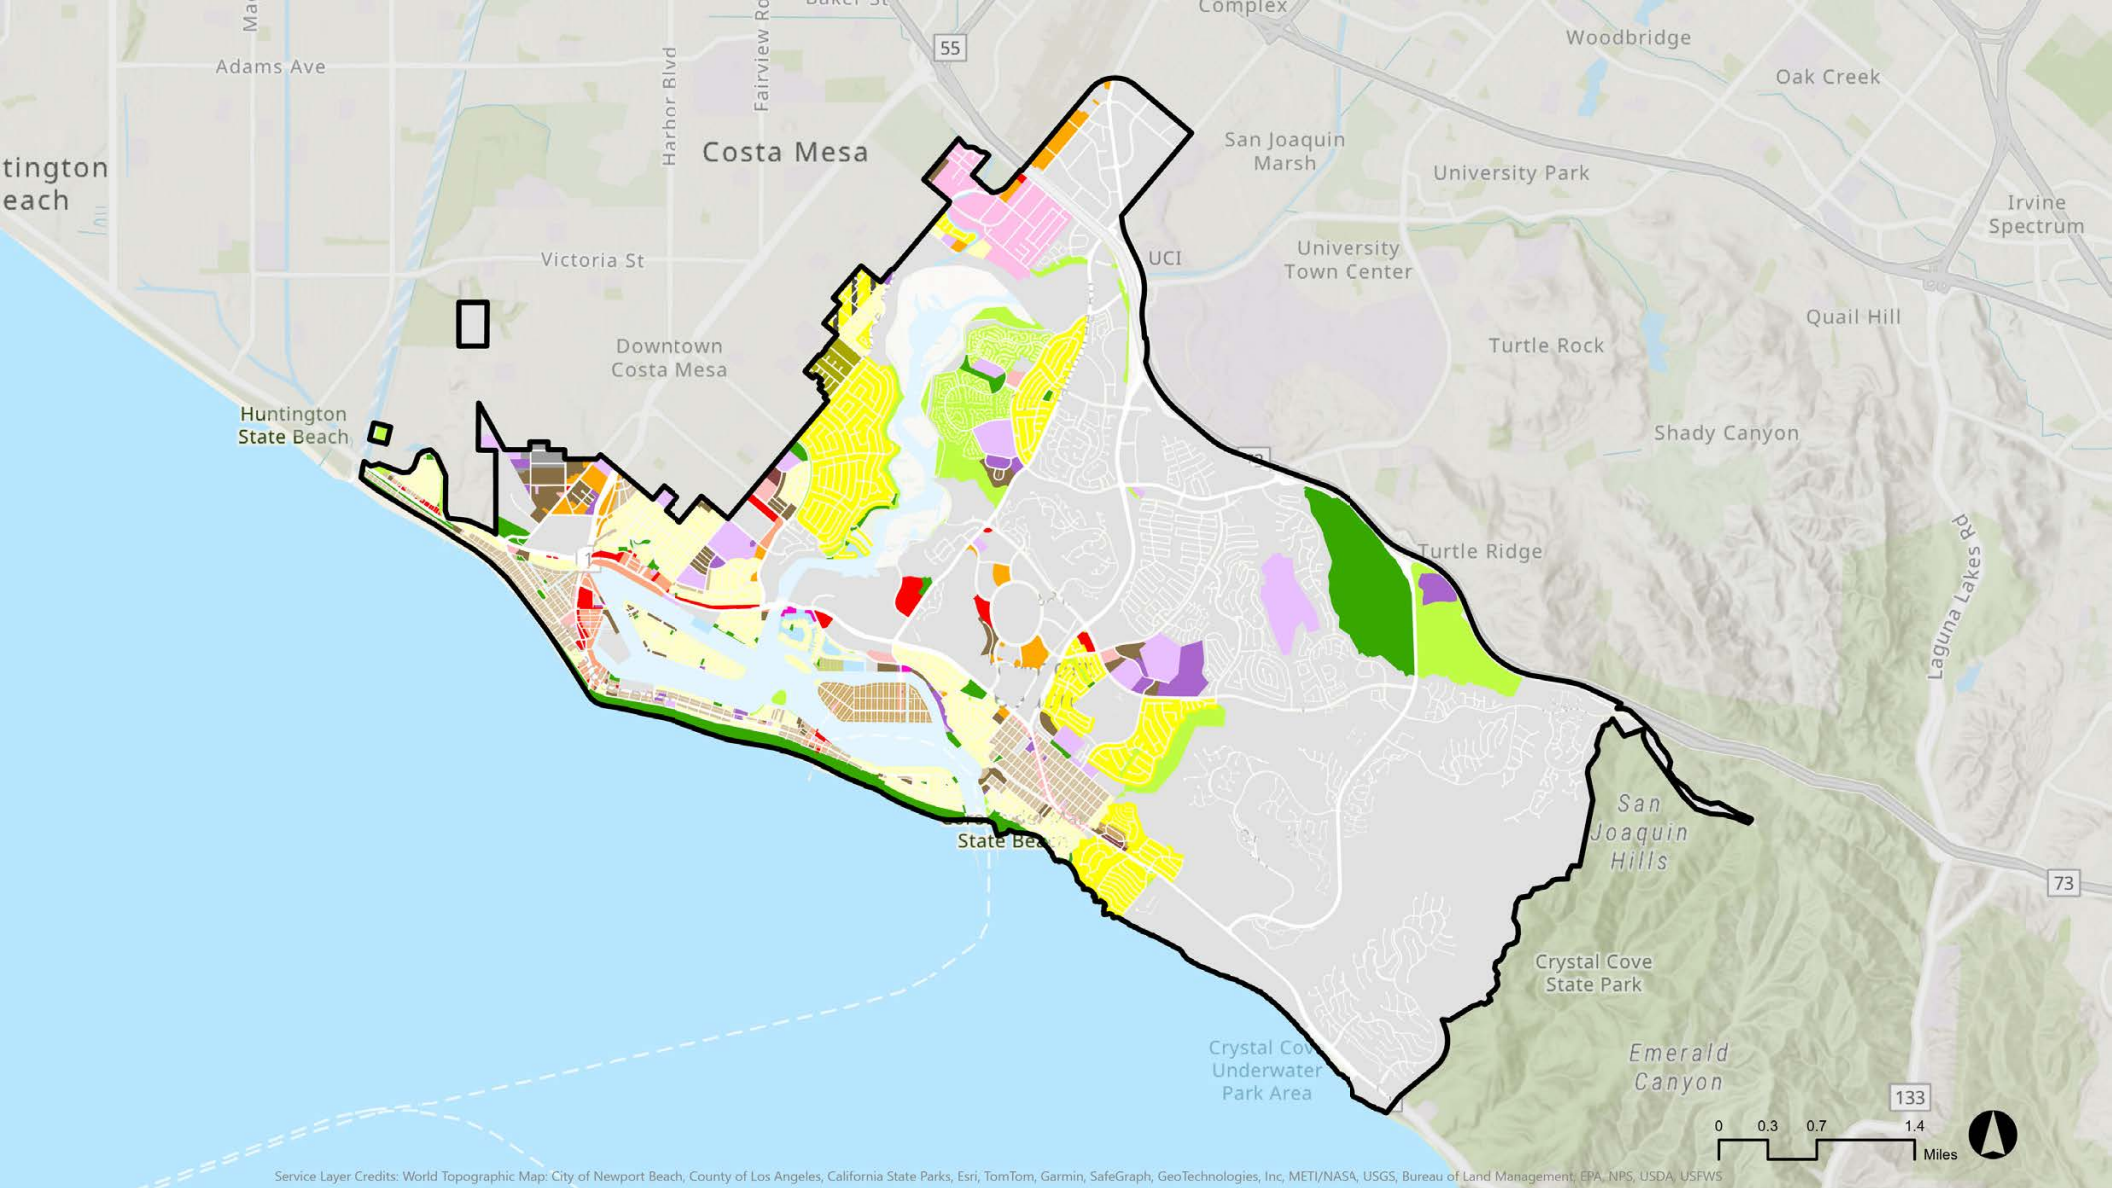 Complex
Baker St
55
Woodbridge
Adams Ave
Oak Creek
Harbor Blvd
Fairview Rd
Costa Mesa
San Joaquin
Marsh
tington
each
University Park
Irvine
Spectrum
Victoria St
UCI
University
Town Center
Quail Hill
Downtown
Costa Mesa
Turtle Rock
Huntington
State Beach
Shady Canyon
73
Turtle Ridge
1
Laguna Lakes Rd
San
Joaquin
Hills
State Bea
73
Crystal Cove
State Park
Crystal Cov
Underwater
Park Area
Emerald
Canyon
133
0 0.3 0.7 1.4
Miles
Service Layer Credits: World Topographic Map: City of Newport Beach, County of Los Angeles, California State Parks, Esri, TomTom, Garmin, SafeGraph, GeoTechnologies, Inc, METI/NASA, USGS, Bureau of Land Management, EPA, NPS, USDA, USFWS